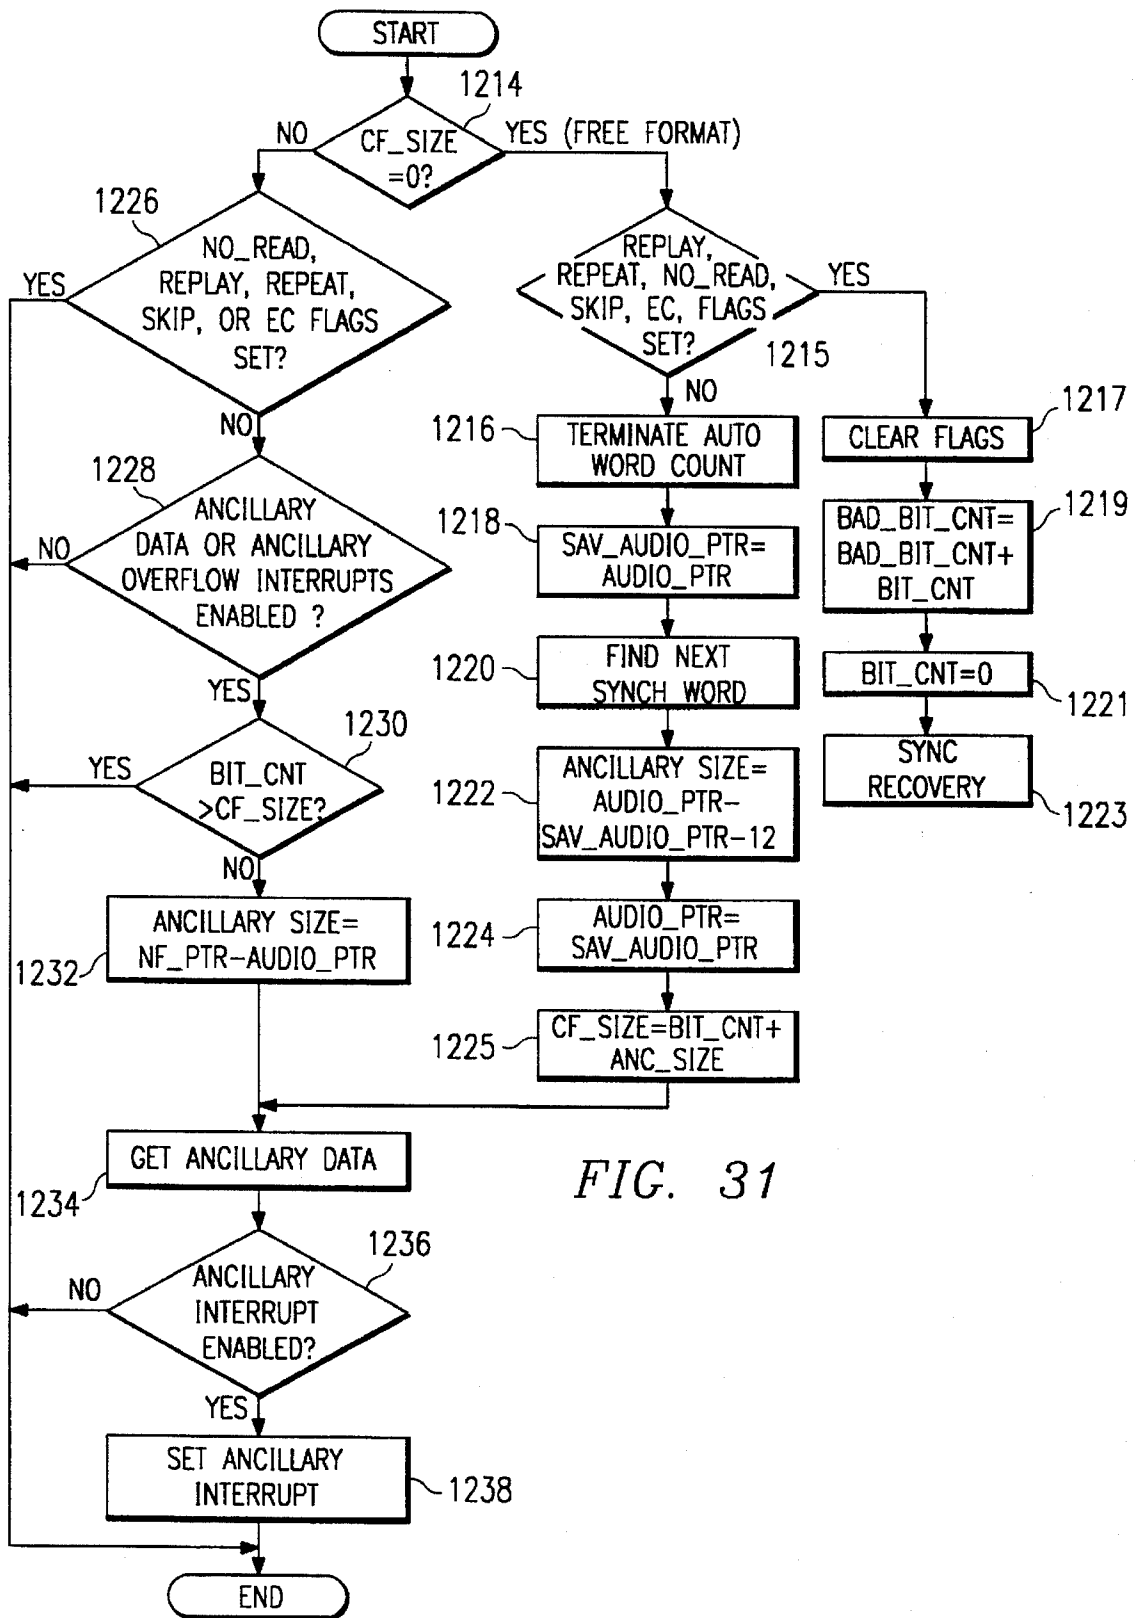 START
1214
NO
CF_SIZE
=0?
YES (FREE FORMAT)
1226
YES
NO_READ,
REPLAY, REPEAT,
SKIP, OR EC FLAGS
SET?
NO
REPLAY,
REPEAT, NO_READ,
SKIP, EC, FLAGS
SET?
YES
1215
NO
1216
TERMINATE AUTO
WORD COUNT
1217
CLEAR FLAGS
1228
NO
ANCILLARY
DATA OR ANCILLARY
OVERFLOW INTERRUPTS
ENABLED ?
YES
1218
SAV_AUDIO_PTR=
AUDIO_PTR
BAD_BIT_CNT=
BAD_BIT_CNT+
BIT_CNT
1219
1220
FIND NEXT
SYNCH WORD
BIT_CNT=0
1221
1230
YES
BIT_CNT
>CF_SIZE?
NO
1222
ANCILLARY SIZE=
AUDIO_PTR-
SAV_AUDIO_PTR-12
SYNC
RECOVERY
1223
ANCILLARY SIZE=
NF_PTR-AUDIO_PTR
1232
1224
AUDIO_PTR=
SAV_AUDIO_PTR
1225
CF_SIZE=BIT_CNT+
ANC_SIZE
GET ANCILLARY DATA
1234
FIG. 31
1236
NO
ANCILLARY
INTERRUPT
ENABLED?
YES
SET ANCILLARY
INTERRUPT
1238
END